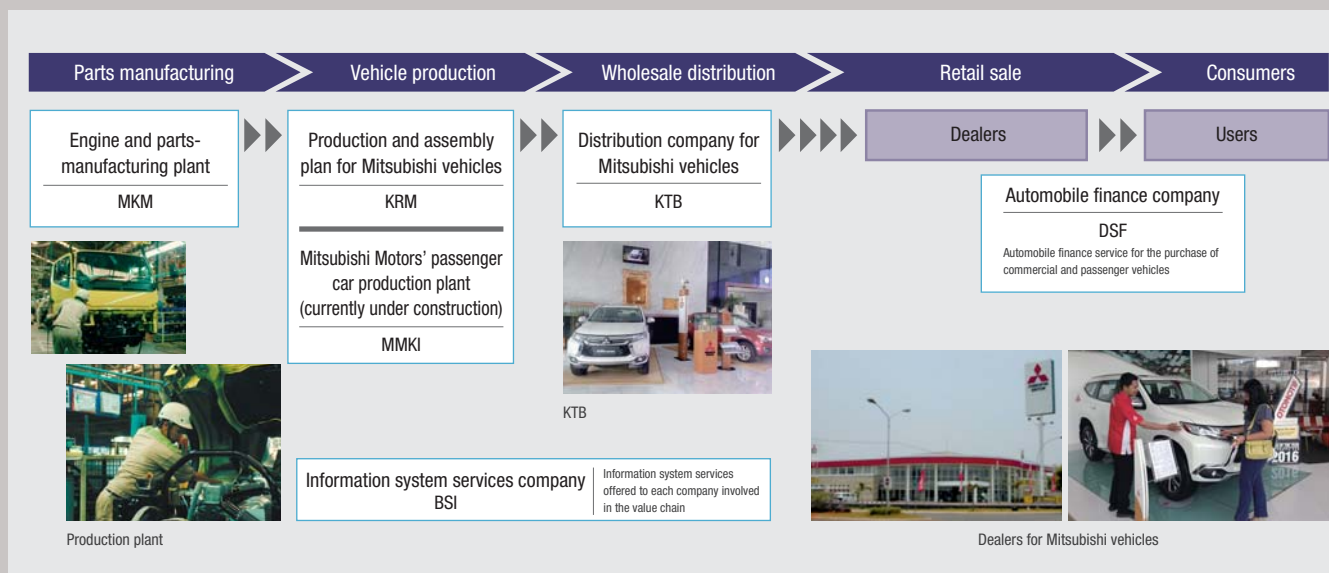 Parts manufacturing
Vehicle production
Wholesale distribution
Retail sale
Consumers
Engine and parts-
manufacturing plant
MKM
Production and assembly
plan for Mitsubishi vehicles
KRM
Mitsubishi Motors' passenger
car production plant
(currently under construction)
MMKI
Distribution company for
Mitsubishi vehicles
KTB
Dealers
Users
Automobile finance company
DSF
Automobile finance service for the purchase of
commercial and passenger vehicles
KTB
Information system services company
BSI
Information system services
offered to each company involved
in the value chain
Production plant
OTOMOTIF
2016
Dealers for Mitsubishi vehicles